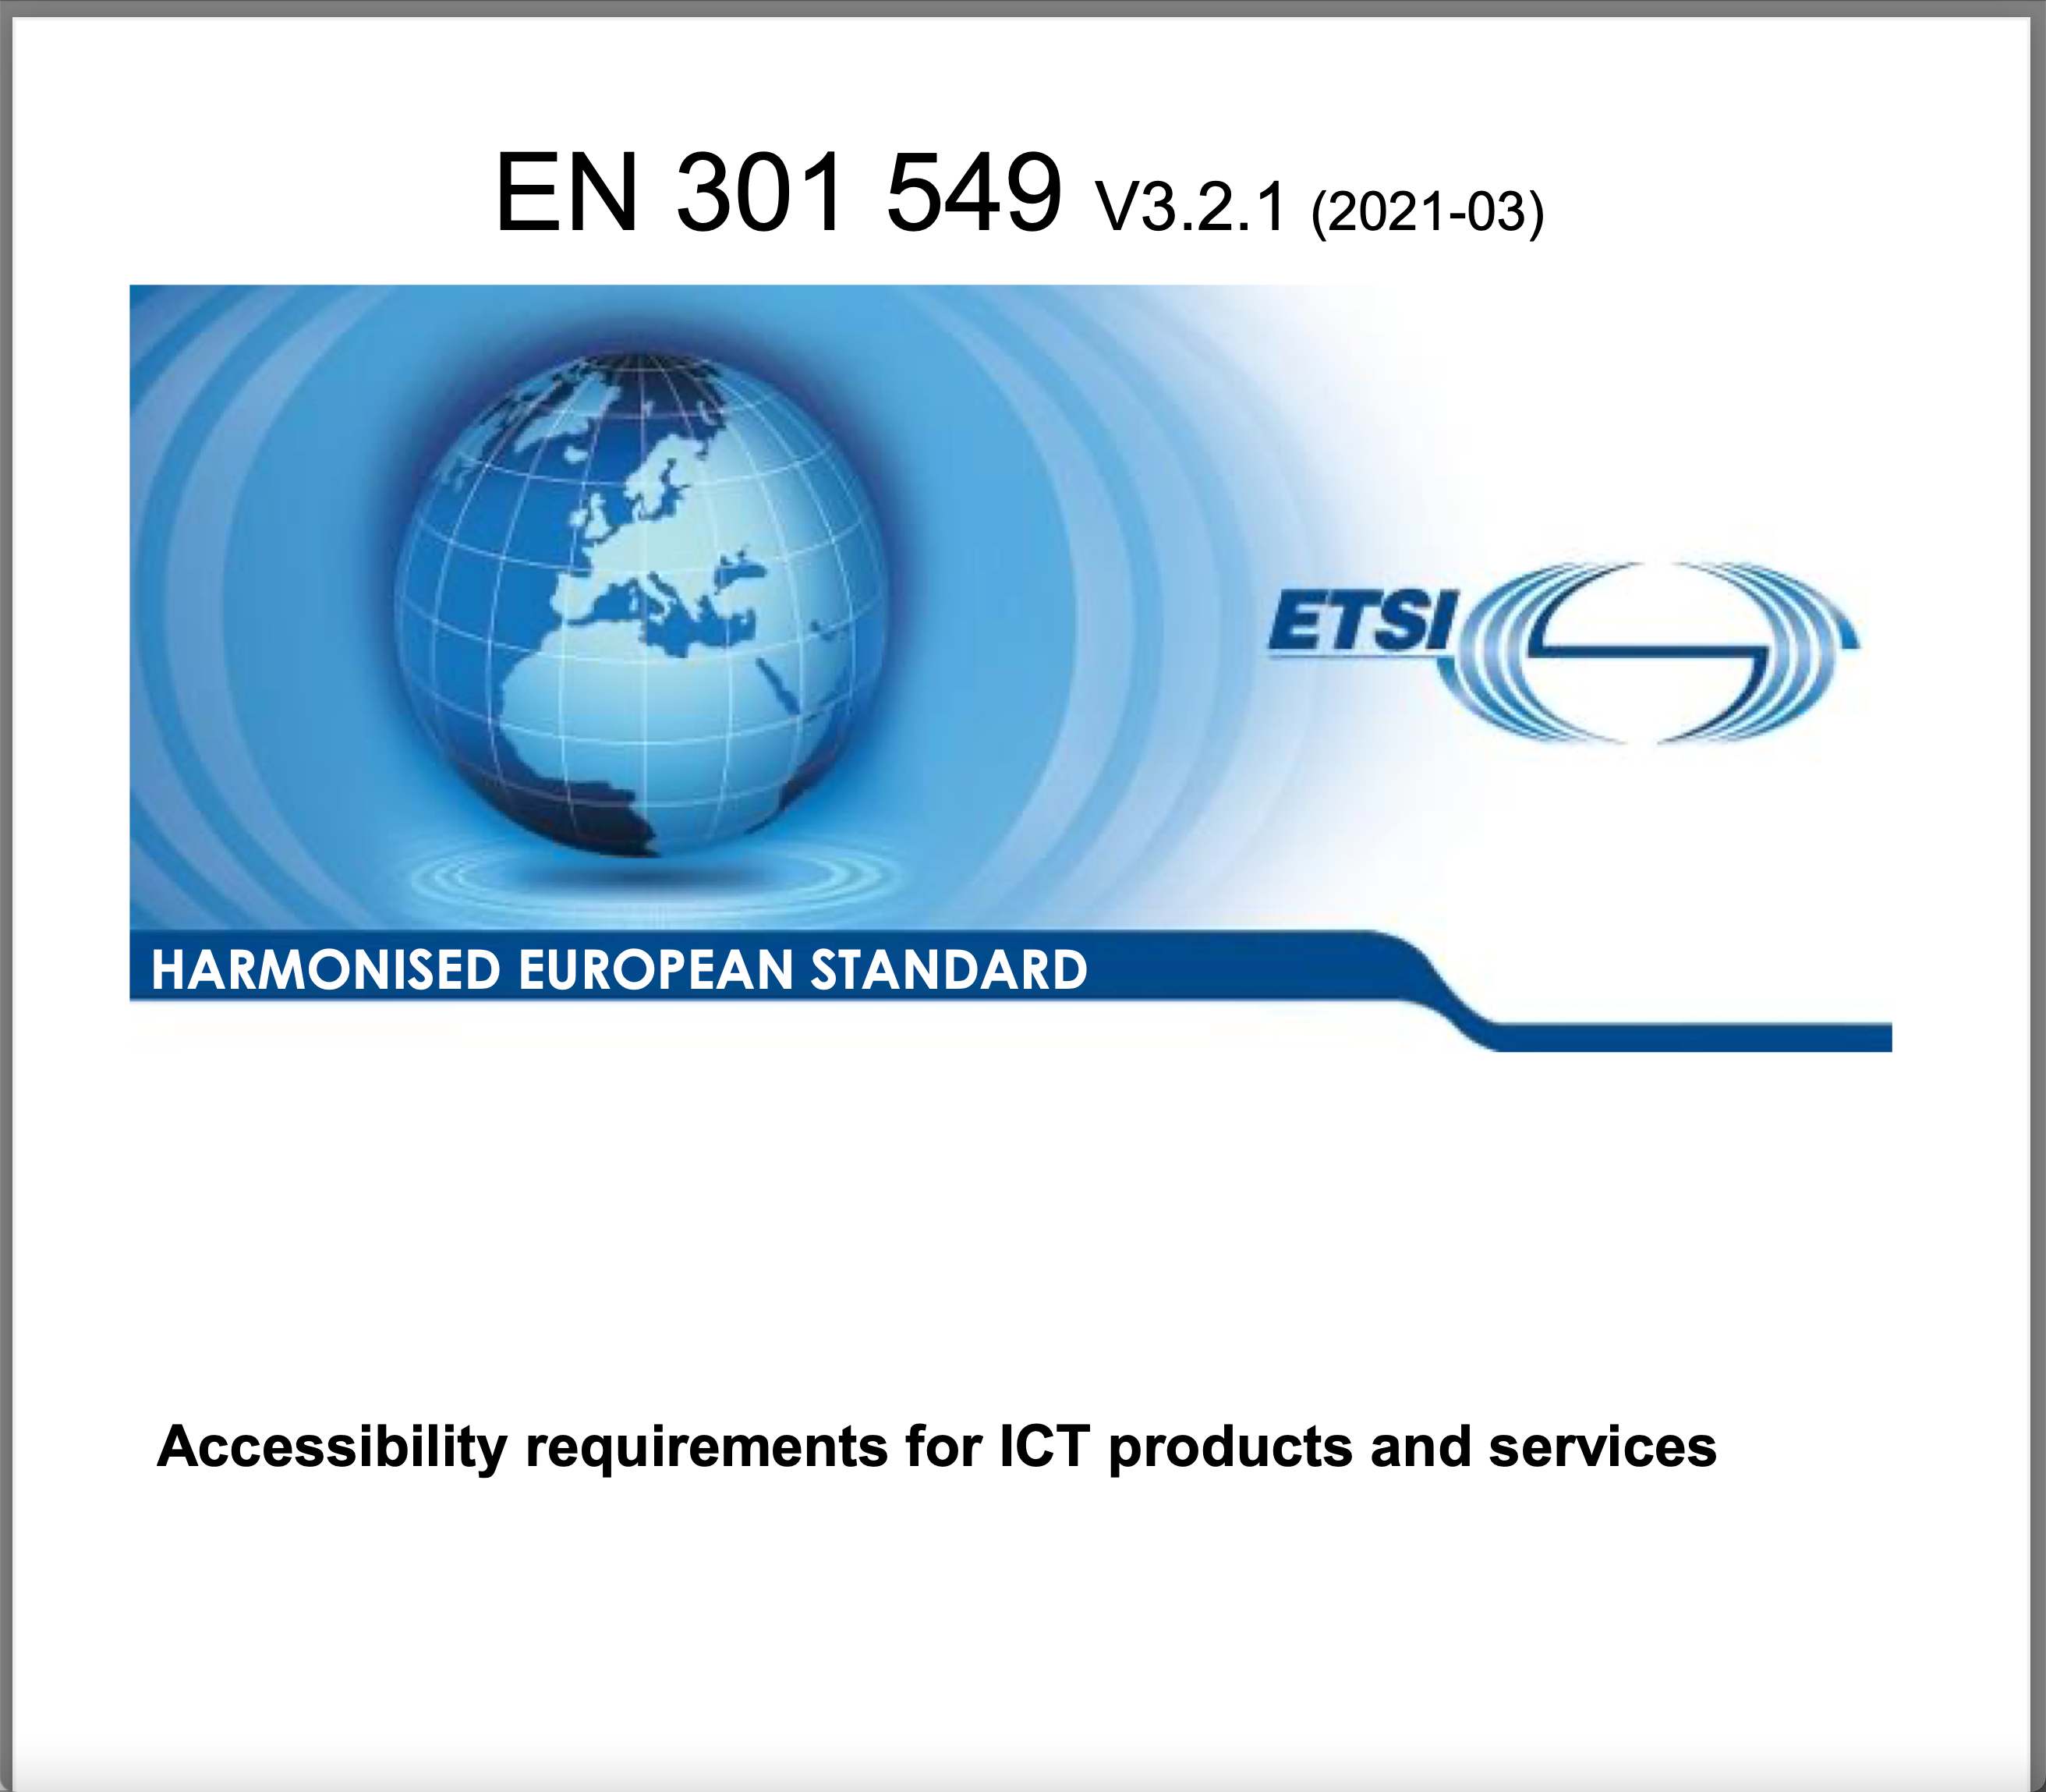 EN 301 549 V3.2.1 (2021-03)
ETSI
HARMONISED EUROPEAN STANDARD
Accessibility requirements for ICT products and services